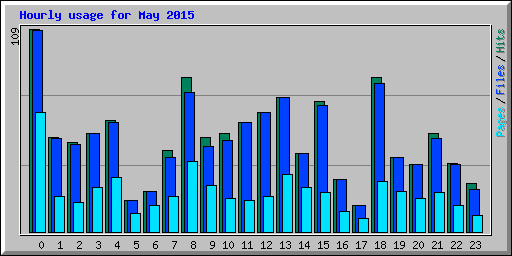 Hourly usage for May 2015
109
Pages / Files / Hits
0 1 2 3 4 5 6 7 8 9 10 11 12 13 14 15 16 17 18 19 20 21 22 23